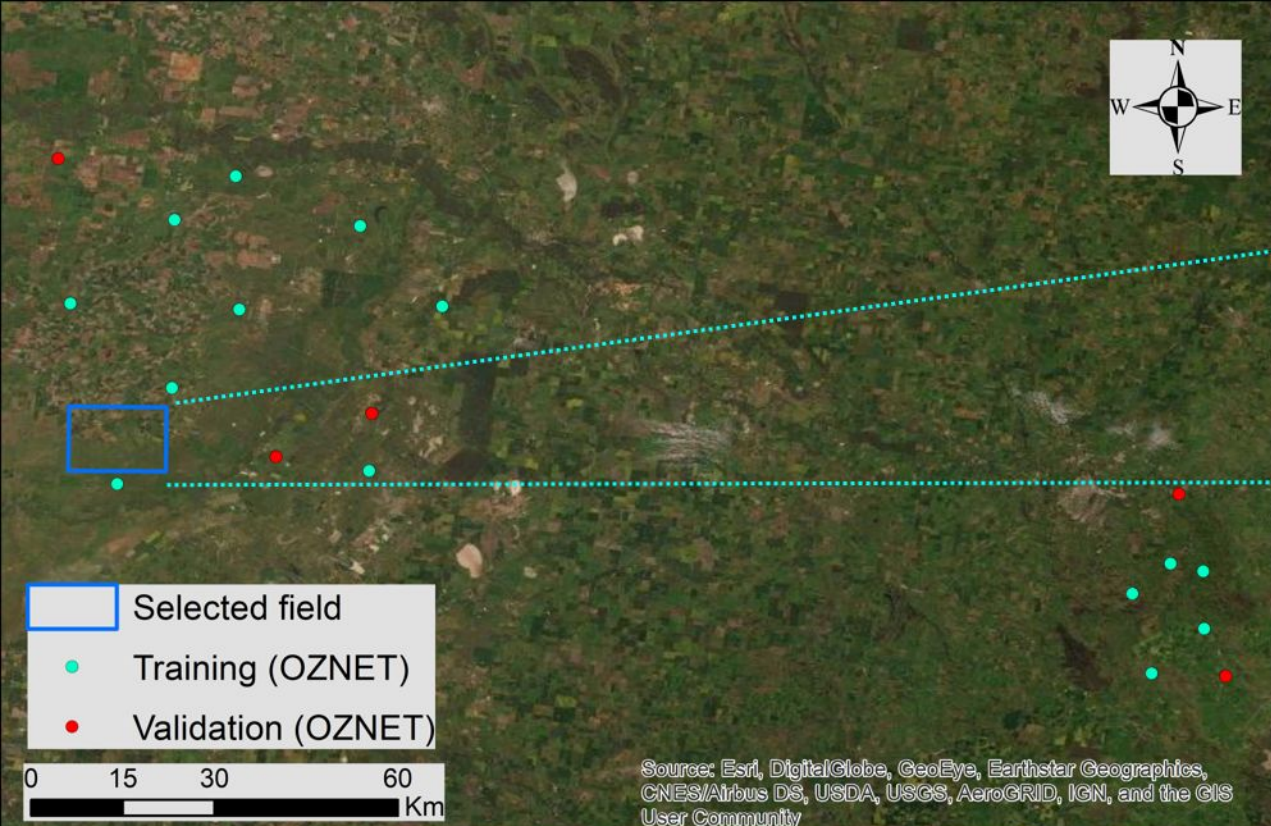 N
W E
S
Selected field
Training (OZNET)
Validation (OZNET)
0 15 30 60
Km
Source: Esri, DigitalGlobe, GeoEye, Earthstar Geographics,
CNES/Airbus DS, USDA, USGS, AeroGRID, IGN, and the GIS
User Community